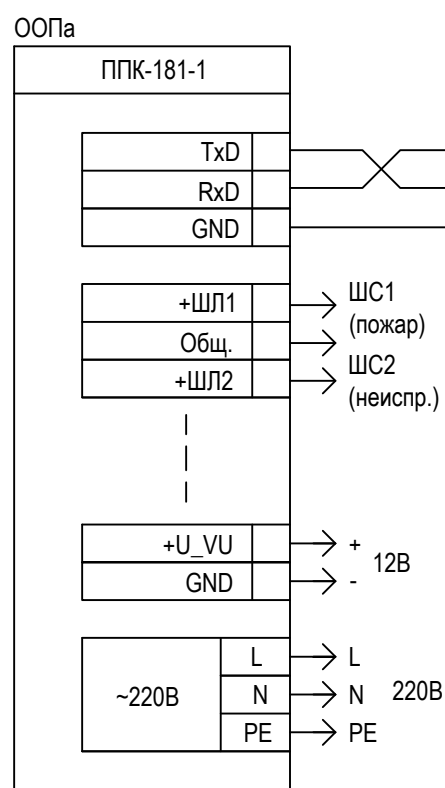 ООПа
ППК-181-1
TxD
RxD
GND
+ШЛ1
Общ.
+ШЛ2
ШС1
(пожар)
ШС2
(неиспр.)
+U_VU
GND
+
-
12В
~220В
L
N
PE
L
N
PE
220В